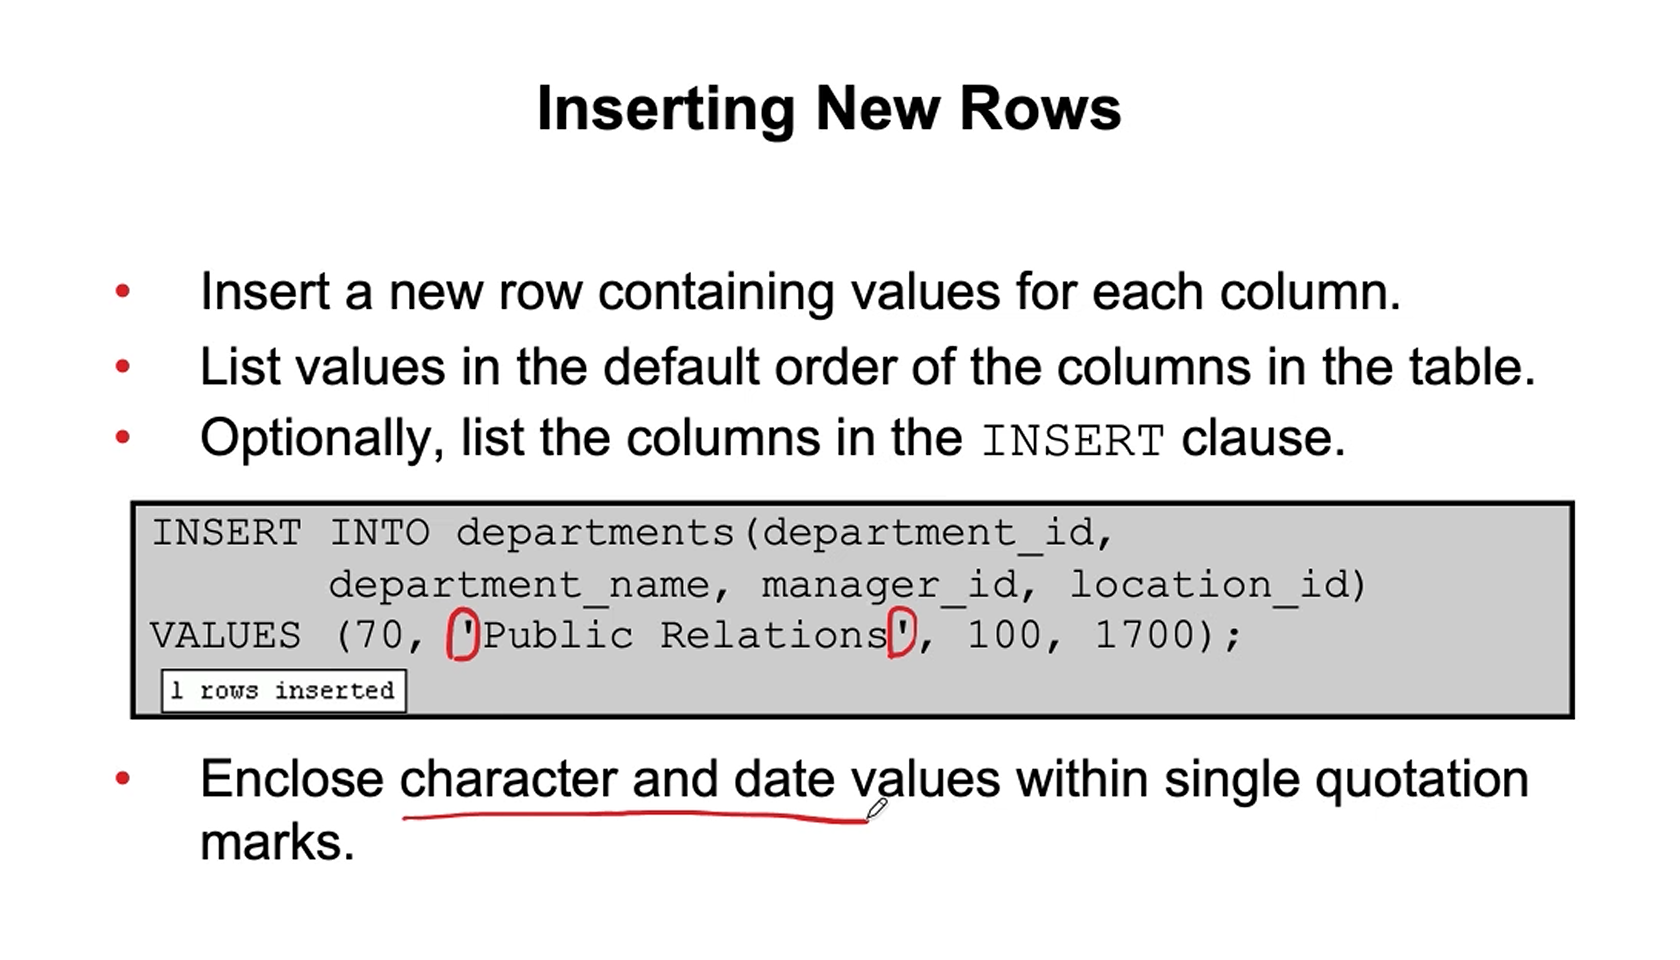 Inserting New Rows
• Insert a new row containing values for each column.
• List values in the default order of the columns in the table.
• Optionally, list the columns in the INSERT clause.
INSERT INTO departments(department_id,
department_name, manager_id, location_id)
VALUES (70, 'Public Relations', 100, 1700);
1 rows inserted
• Enclose character and date values within single quotation
marks.